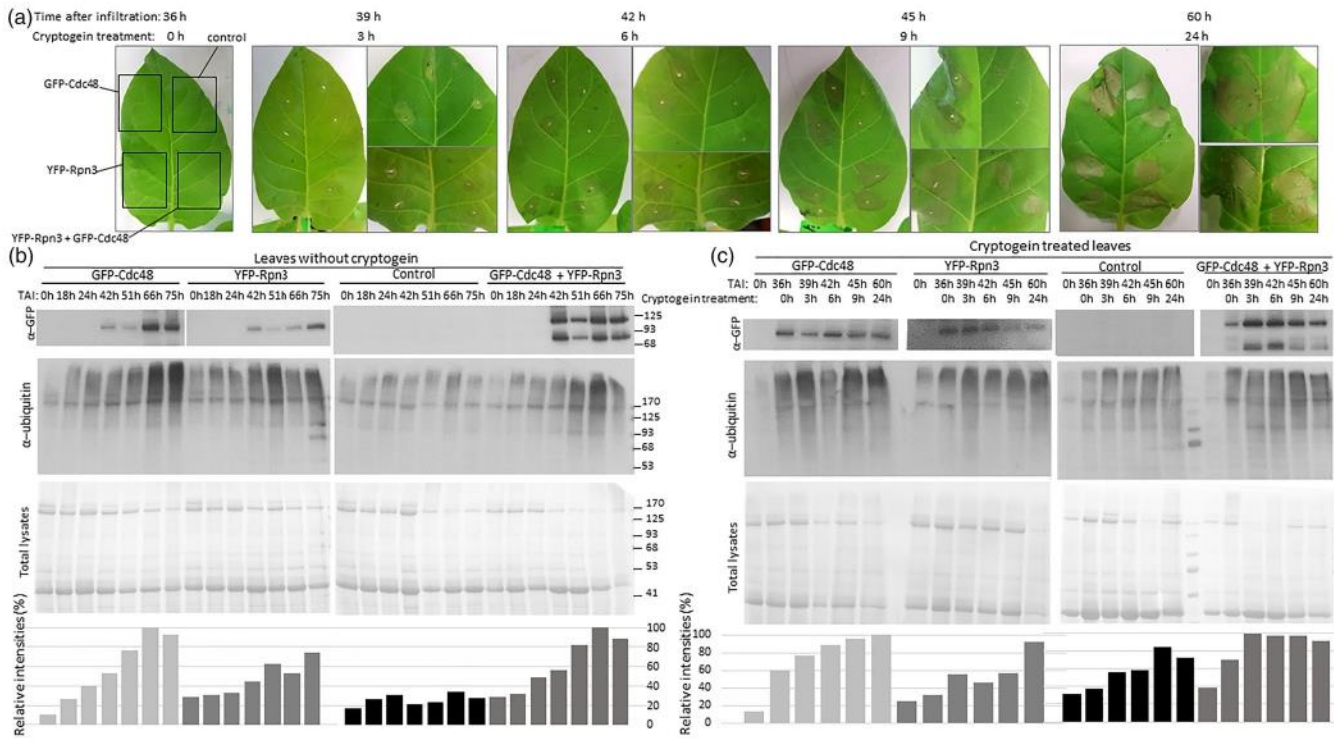 (a)
Time after infiltration: 36 h 39 h 42 h 45 h 60 h
Cryptogein treatment: 0 h control 3 h 6 h 9 h 24 h
GFP-Cdc48
YFP-Rpn3
YFP-Rpn3 + GFP-Cdc48
(b)
Leaves without cryptogein
GFP-Cdc48 YFP-Rpn3 Control GFP-Cdc48 + YFP-Rpn3
TAI: 0h 18h 24h 42h 51h 66h 75h 0h18h 24h 42h 51h 66h 75h 0h 18h 24h 42h 51h 66h 75h 0h 18h 24h 42h 51h 66h 75h
α-GFP
125
93
68
α-ubiquitin
170
125
93
68
53
Total lysates
170
125
93
68
53
41
Relative intensities(%)
100
80
60
40
20
0
(c)
Cryptogein treated leaves
GFP-Cdc48 YFP-Rpn3 Control GFP-Cdc48 + YFP-Rpn3
TAI: 0h 36h 39h 42h 45h 60h 0h 36h 39h 42h 45h 60h 0h 36h 39h 42h 45h 60h 0h 36h 39h 42h 45h 60h
Cryptogein treatment: 0h 3h 6h 9h 24h 0h 3h 6h 9h 24h 0h 3h 6h 9h 24h 0h 3h 6h 9h 24h
α-GFP
α-ubiquitin
Total lysates
Relative intensities (%)
100
80
60
40
20
0